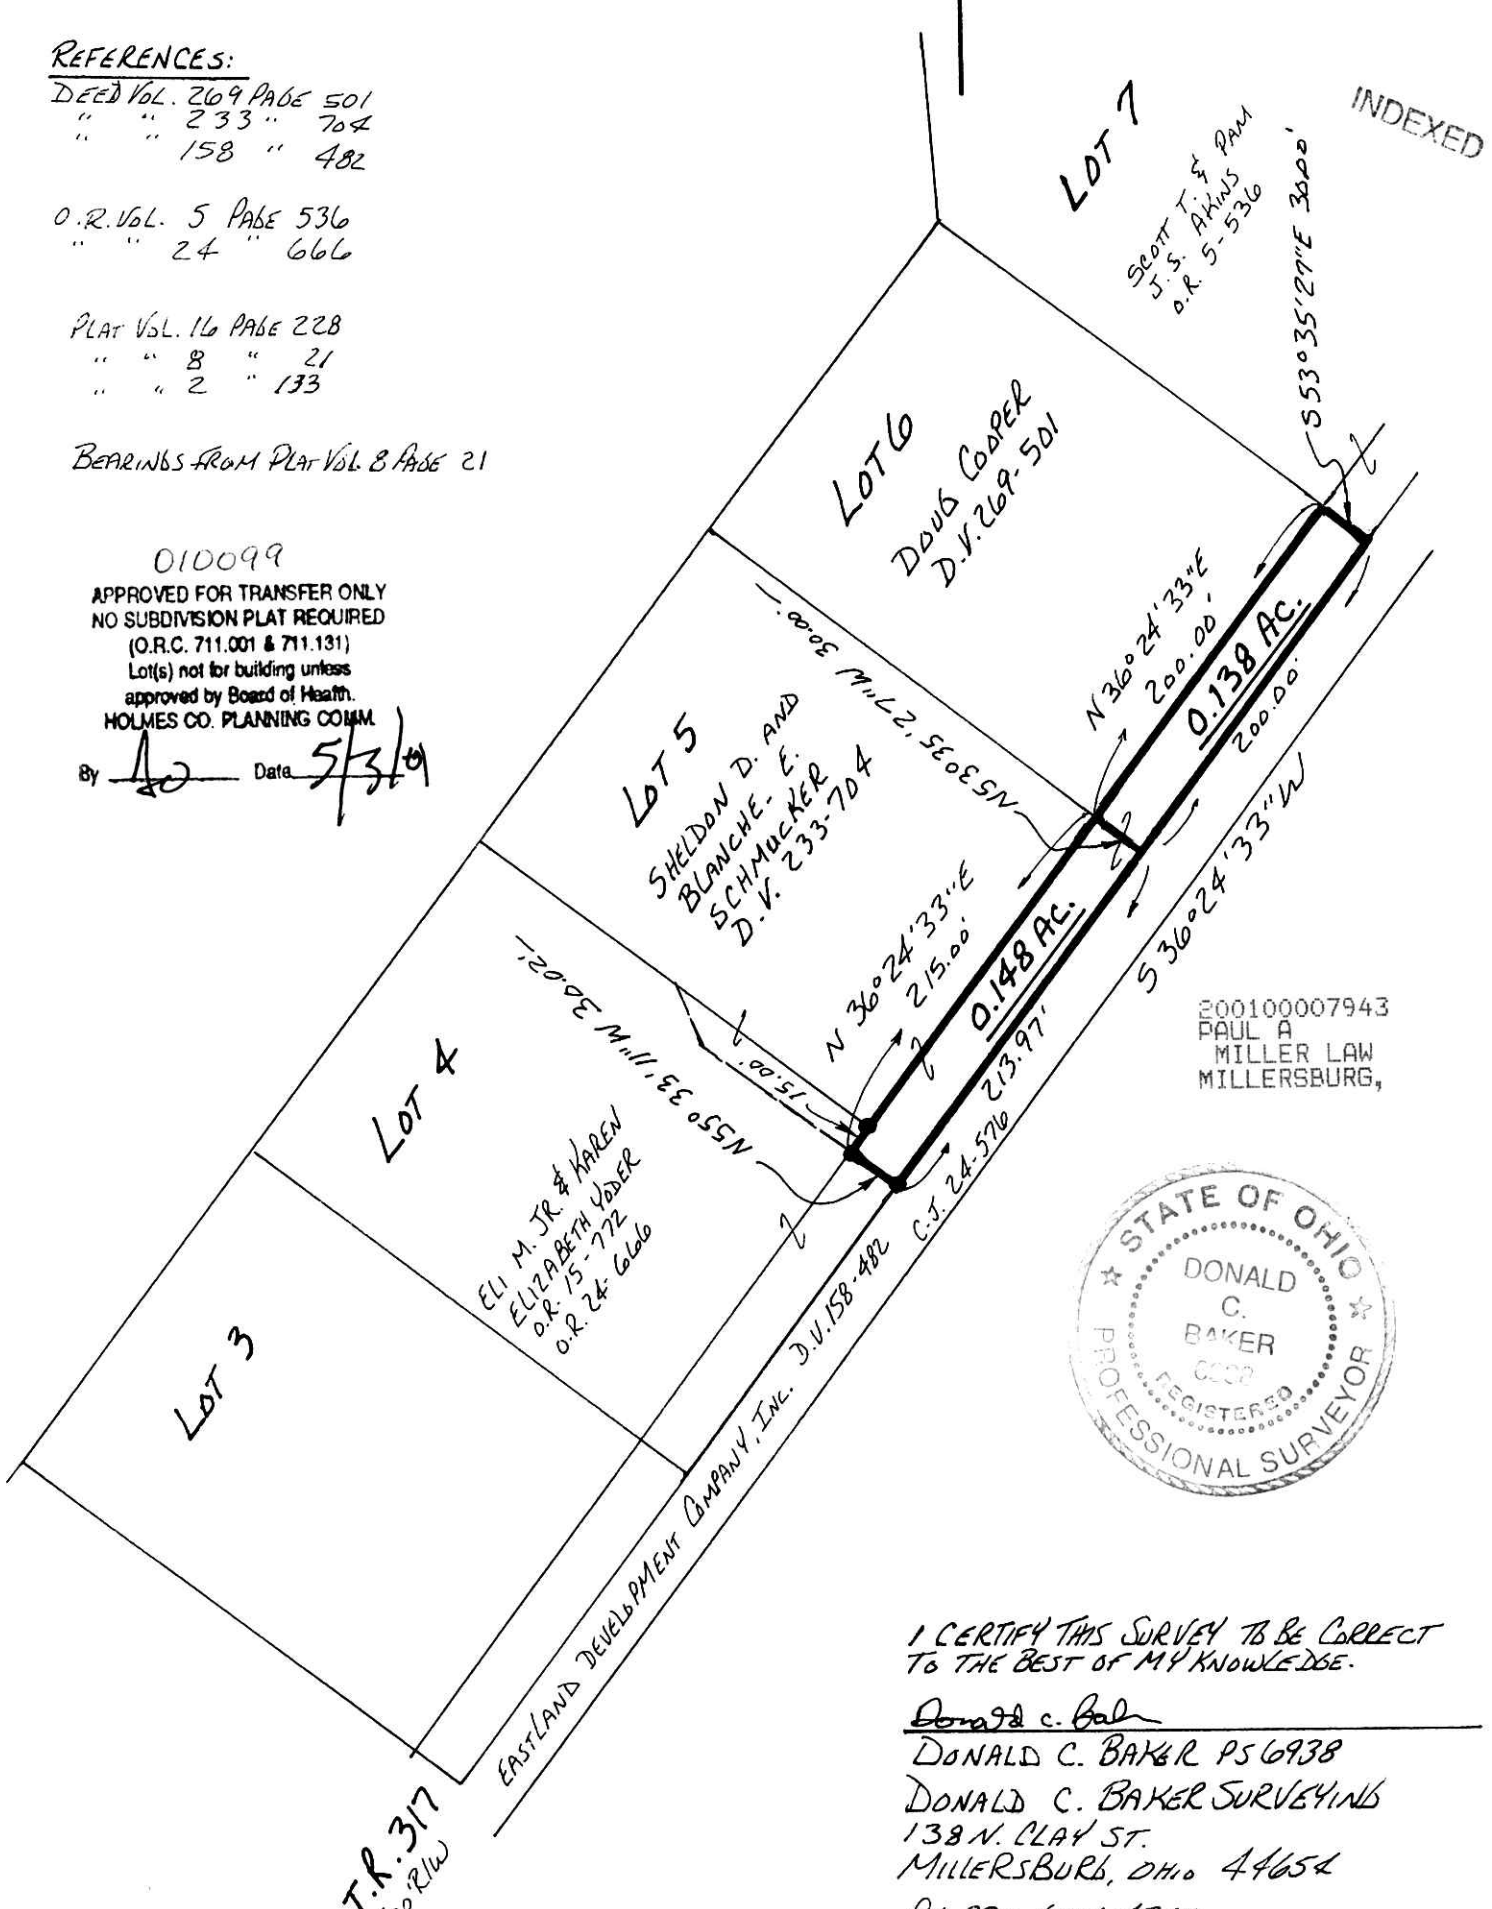 REFERENCES:
DEED VOL. 269 PAGE 501
" " 233 " 704
" " 158 " 482
O.R. VOL. 5 PAGE 536
" " 24 " 666
PLAT VOL. 16 PAGE 228
" " 8 " 21
" " 2 " 133
BEARINGS FROM PLAT VOL. 8 PAGE 21
010099
APPROVED FOR TRANSFER ONLY
NO SUBDIVISION PLAT REQUIRED
(O.R.C. 711.001 & 711.131)
Lot(s) not for building unless
approved by Board of Health.
HOLMES CO. PLANNING COMM.
By Date 5/3/01
INDEXED
LOT 7
SCOTT T. & PAM
J. S. AKINS
O.R. 5-536
S 53°35'27"E 30.00'
LOT 6
DOUG COOPER
D.V. 269-501
N 36°24'33"E
200.00'
0.138 AC.
200.00'
N53°35'27"W 30.00'
LOT 5
SHELDON D. AND
BLANCHE E.
SCHMUCKER
D.V. 233-704
N 36°24'33"E
215.00'
0.148 AC.
213.97'
S 36°24'33"W
N55°33'11"W 30.02'
15.00'
LOT 4
ELI M. JR. & KAREN
ELIZABETH YODER
O.R. 15-772
O.R. 24-666
LOT 3
EASTLAND DEVELOPMENT COMPANY, INC. D.V. 158-482 C.J. 24-576
T.R. 317
R/W
200100007943
PAUL A
MILLER LAW
MILLERSBURG,
STATE OF OHIO
DONALD
C.
BAKER
REGISTERED
PROFESSIONAL SURVEYOR
I CERTIFY THIS SURVEY TO BE CORRECT
TO THE BEST OF MY KNOWLEDGE.
Donald C. Baker
DONALD C. BAKER PS 6938
DONALD C. BAKER SURVEYING
138 N. CLAY ST.
MILLERSBURG, OHIO 44654